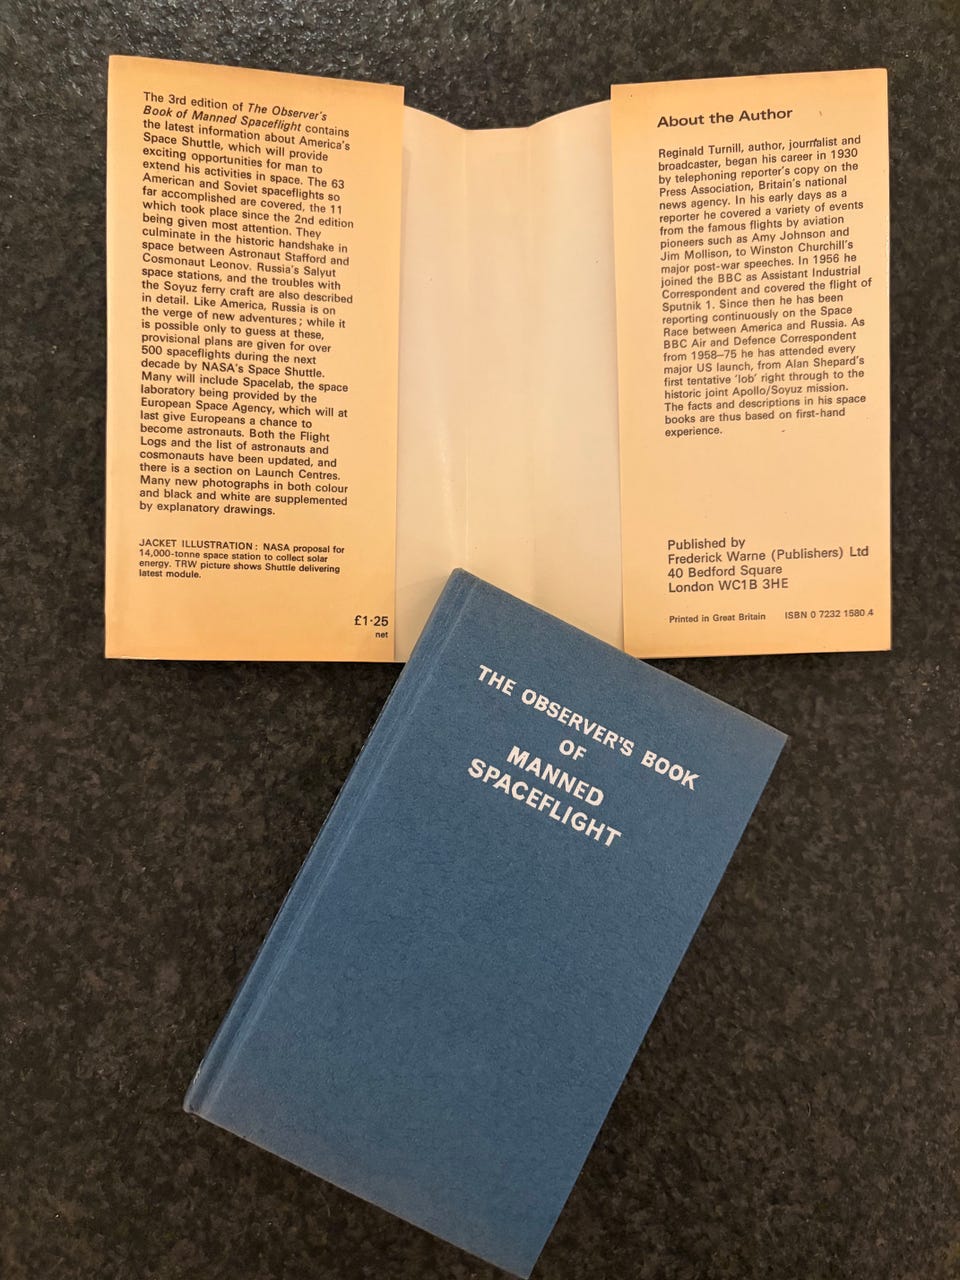 The 3rd edition of The Observer's
Book of Manned Spaceflight contains
the latest information about America's
Space Shuttle, which will provide
exciting opportunities for man to
extend his activities in space. The 63
American and Soviet spaceflights so
far accomplished are covered, the 11
which took place since the 2nd edition
being given most attention. They
culminate in the historic handshake in
space between Astronaut Stafford and
Cosmonaut Leonov. Russia's Salyut
space stations, and the troubles with
the Soyuz ferry craft are also described
in detail. Like America, Russia is on
the verge of new adventures; while it
is possible only to guess at these,
provisional plans are given for over
500 spaceflights during the next
decade by NASA's Space Shuttle.
Many will include Spacelab, the space
laboratory being provided by the
European Space Agency, which will at
last give Europeans a chance to
become astronauts. Both the Flight
Logs and the list of astronauts and
cosmonauts have been updated, and
there is a section on Launch Centres.
Many new photographs in both colour
and black and white are supplemented
by explanatory drawings.
JACKET ILLUSTRATION: NASA proposal for
14,000-tonne space station to collect solar
energy. TRW picture shows Shuttle delivering
latest module.
£1·25
net
About the Author
Reginald Turnill, author, journalist and
broadcaster, began his career in 1930
by telephoning reporter's copy on the
Press Association, Britain's national
news agency. In his early days as a
reporter he covered a variety of events
from the famous flights by aviation
pioneers such as Amy Johnson and
Jim Mollison, to Winston Churchill's
major post-war speeches. In 1956 he
joined the BBC as Assistant Industrial
Correspondent and covered the flight of
Sputnik 1. Since then he has been
reporting continuously on the Space
Race between America and Russia. As
BBC Air and Defence Correspondent
from 1958–75 he has attended every
major US launch, from Alan Shepard's
first tentative 'lob' right through to the
historic joint Apollo/Soyuz mission.
The facts and descriptions in his space
books are thus based on first-hand
experience.
Published by
Frederick Warne (Publishers) Ltd
40 Bedford Square
London WC1B 3HE
Printed in Great Britain ISBN 0 7232 1580 4
THE OBSERVER'S BOOK
OF
MANNED
SPACEFLIGHT